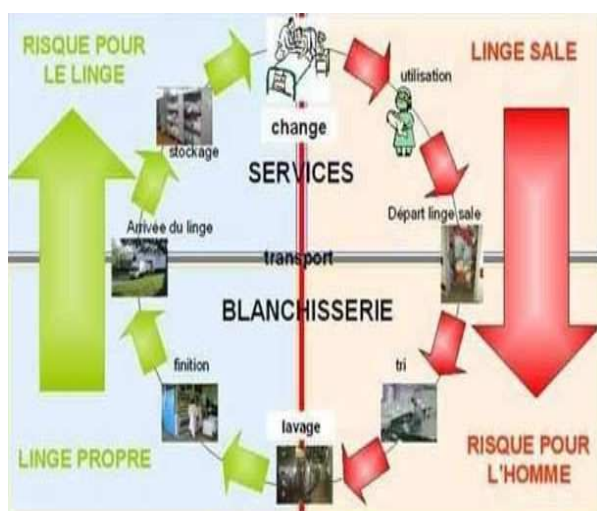 RISQUE POUR
LE LINGE
LINGE SALE
utilisation
change
stockage
SERVICES
Départ linge sale
Arrivée du linge
transport
BLANCHISSERIE
finition
tri
lavage
LINGE PROPRE
RISQUE POUR
L'HOMME